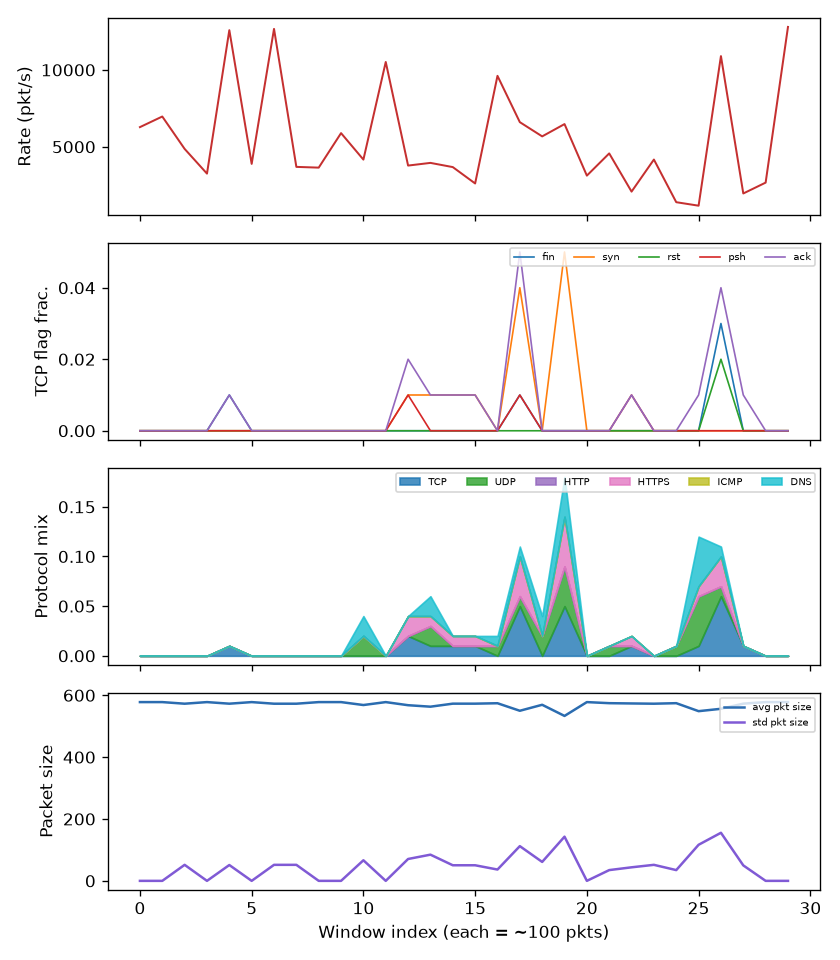 Rate (pkt/s)
10000
5000
TCP flag frac.
0.04
0.02
0.00
fin syn rst psh ack
Protocol mix
0.15
0.10
0.05
0.00
TCP UDP HTTP HTTPS ICMP DNS
Packet size
600
400
200
0
avg pkt size
std pkt size
0 5 10 15 20 25 30
Window index (each = ~100 pkts)